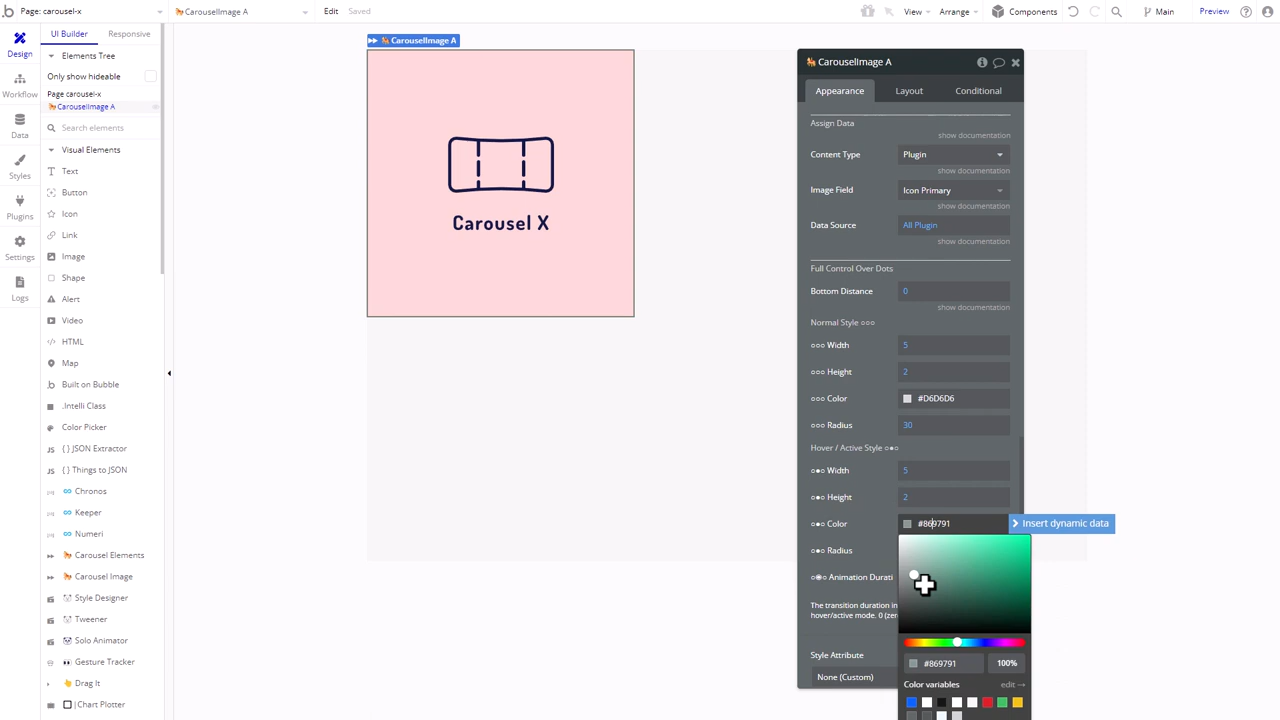 Page: carousel-x
CarouselImage A
Edit
Saved
View
Arrange
Components
Main
Preview
Design
Workflow
Data
Styles
Plugins
Settings
Logs
UI Builder
Responsive
Elements Tree
Only show hideable
Page carousel-x
CarouselImage A
Search elements
Visual Elements
Text
Button
Icon
Link
Image
Shape
Alert
Video
HTML
Map
Built on Bubble
.Intelli Class
Color Picker
JS { } JSON Extractor
JS { } Things to JSON
Chronos
Keeper
Numeri
Carousel Elements
Carousel Image
Style Designer
Tweener
Solo Animator
Gesture Tracker
Drag It
|Chart Plotter
CarouselImage A
Carousel X
CarouselImage A
Appearance
Layout
Conditional
Assign Data
show documentation
Content Type Plugin
show documentation
Image Field Icon Primary
show documentation
Data Source All Plugin
show documentation
Full Control Over Dots
Bottom Distance 0
show documentation
Normal Style ○○○
○○○ Width 5
○○○ Height 2
○○○ Color #D6D6D6
○○○ Radius 30
Hover / Active Style ○●○
○●○ Width 5
○●○ Height 2
○●○ Color #869791
Insert dynamic data
○●○ Radius
○◉○ Animation Durati
The transition duration in
hover/active mode. 0 (zer
Style Attribute
None (Custom)
#869791 100%
Color variables edit →